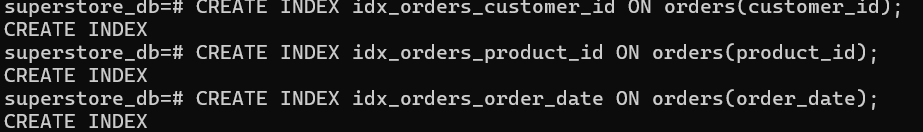 superstore_db=# CREATE INDEX idx_orders_customer_id ON orders(customer_id);
CREATE INDEX
superstore_db=# CREATE INDEX idx_orders_product_id ON orders(product_id);
CREATE INDEX
superstore_db=# CREATE INDEX idx_orders_order_date ON orders(order_date);
CREATE INDEX